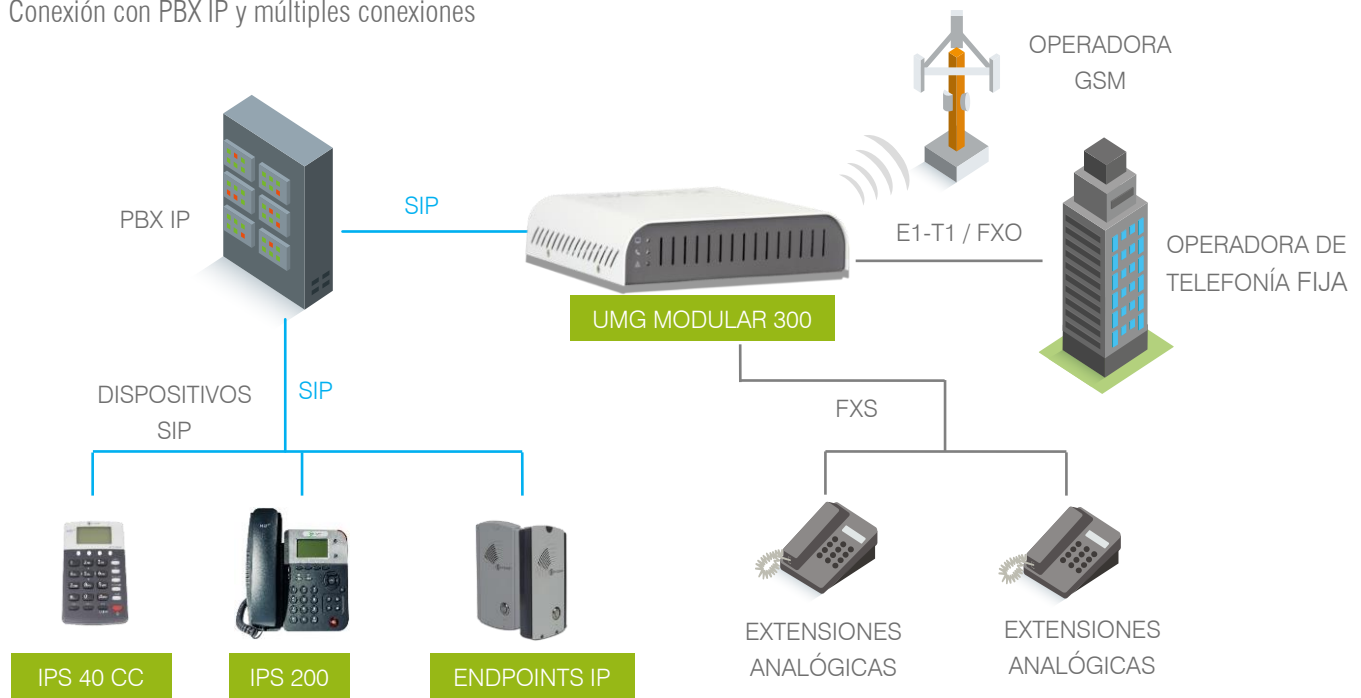 Conexión con PBX IP y múltiples conexiones
OPERADORA
GSM
PBX IP
SIP
E1-T1 / FXO
OPERADORA DE
TELEFONÍA FIJA
UMG MODULAR 300
DISPOSITIVOS
SIP
SIP
FXS
EXTENSIONES
ANALÓGICAS
EXTENSIONES
ANALÓGICAS
IPS 40 CC
IPS 200
ENDPOINTS IP